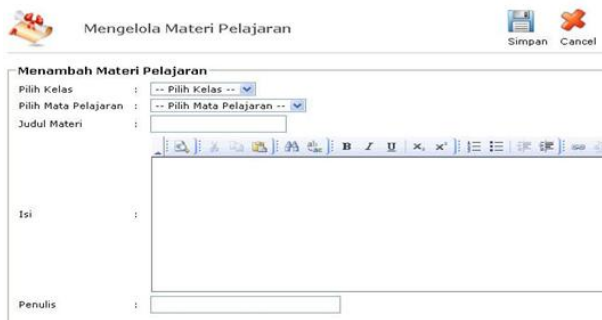 Mengelola Materi Pelajaran
Simpan Cancel
Menambah Materi Pelajaran
Pilih Kelas : -- Pilih Kelas --
Pilih Mata Pelajaran : -- Pilih Mata Pelajaran --
Judul Materi :
B I U x, x'
Isi :
Penulis :